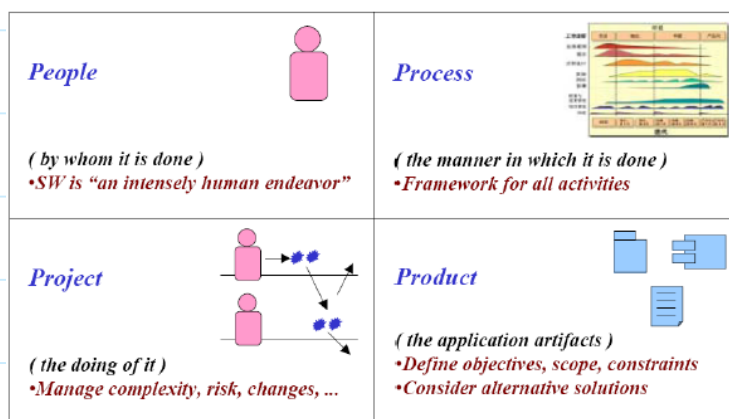 People
( by whom it is done )
•SW is “an intensely human endeavor”
Process
( the manner in which it is done )
•Framework for all activities
Project
( the doing of it )
•Manage complexity, risk, changes, ...
Product
( the application artifacts )
•Define objectives, scope, constraints
•Consider alternative solutions